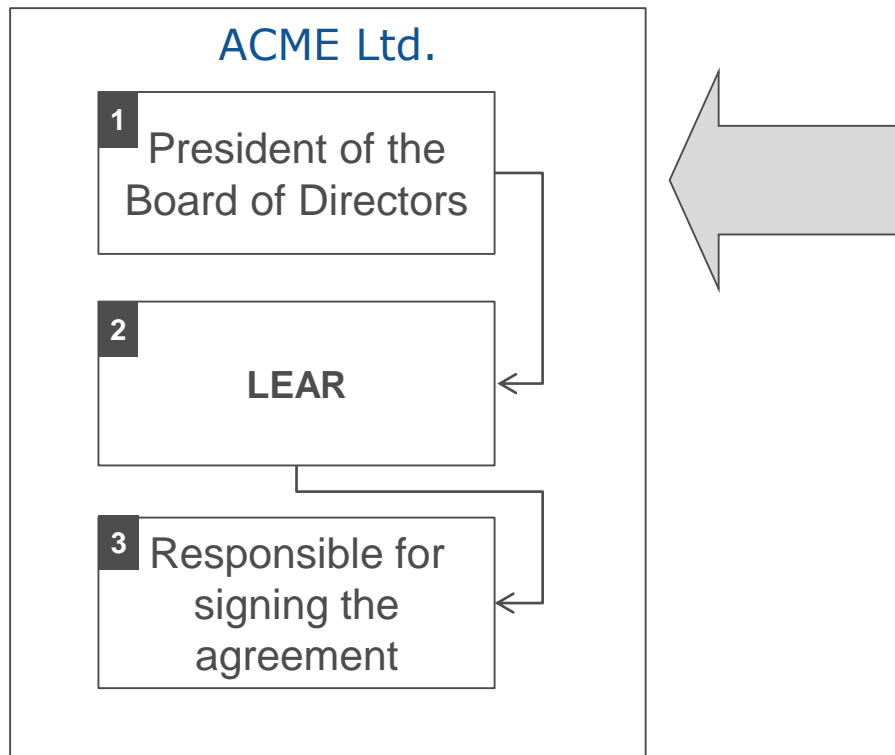 ACME Ltd.
1
President of the
Board of Directors
2
LEAR
3
Responsible for
signing the
agreement